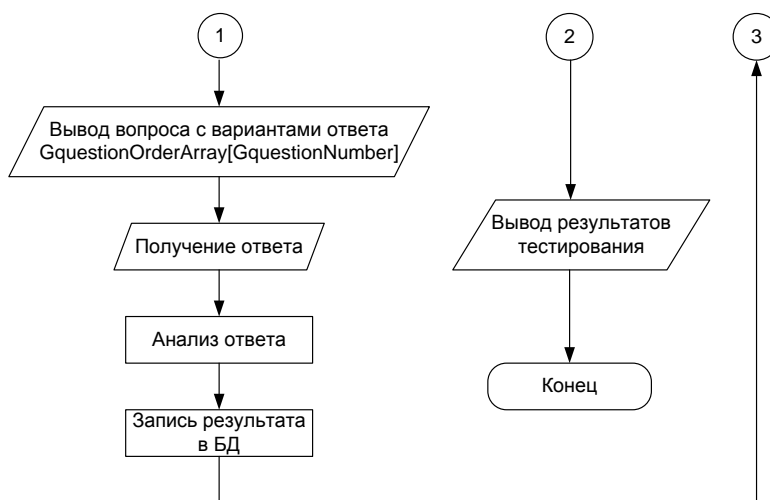 1
2
3
Вывод вопроса с вариантами ответа
GquestionOrderArray[GquestionNumber]
Получение ответа
Анализ ответа
Запись результата
в БД
Вывод результатов
тестирования
Конец